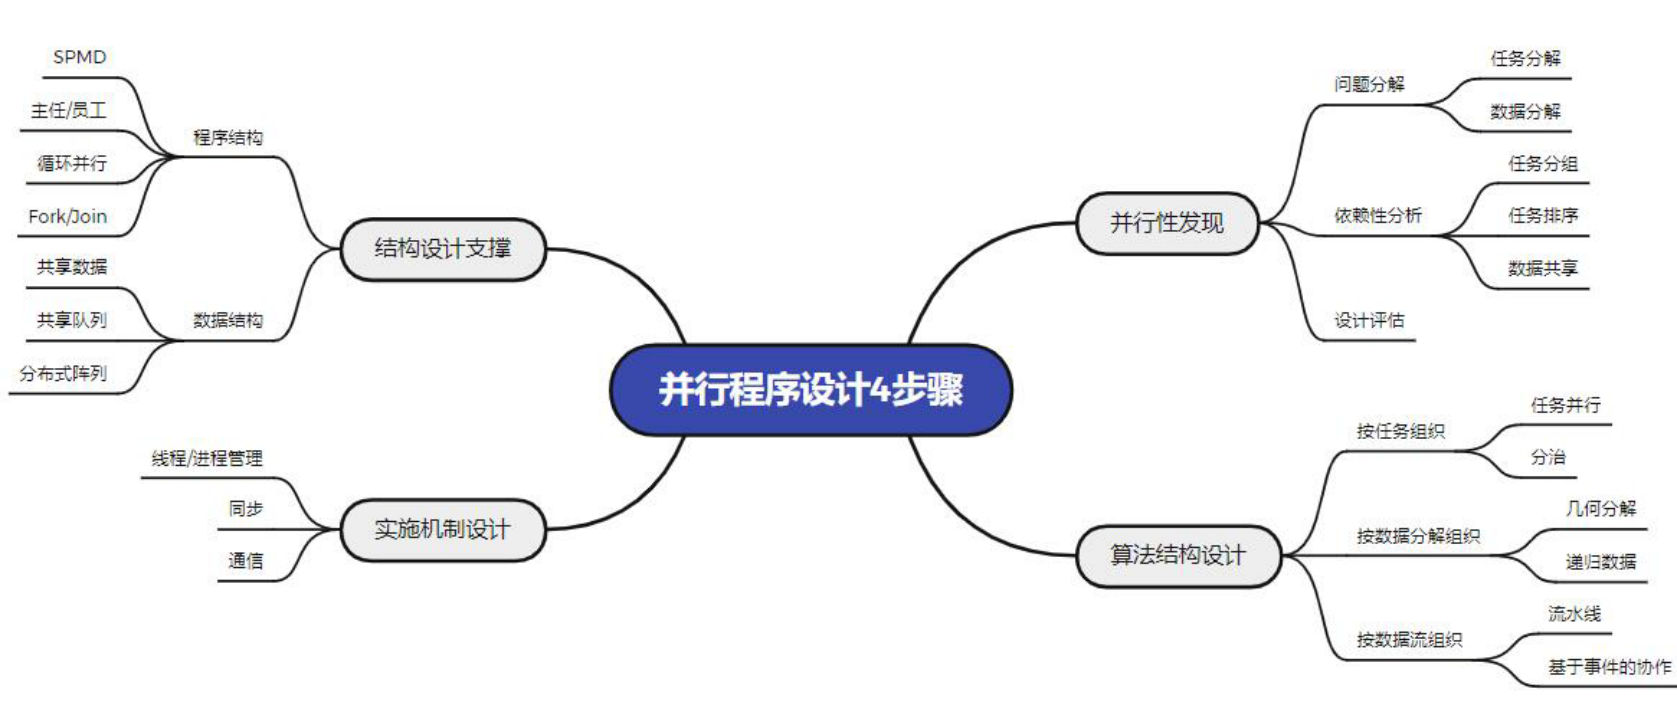 并行程序设计4步骤
并行性发现
问题分解
任务分解
数据分解
依赖性分析
任务分组
任务排序
数据共享
设计评估
算法结构设计
按任务组织
任务并行
分治
按数据分解组织
几何分解
递归数据
按数据流组织
流水线
基于事件的协作
结构设计支撑
程序结构
SPMD
主任/员工
循环并行
Fork/Join
数据结构
共享数据
共享队列
分布式阵列
实施机制设计
线程/进程管理
同步
通信